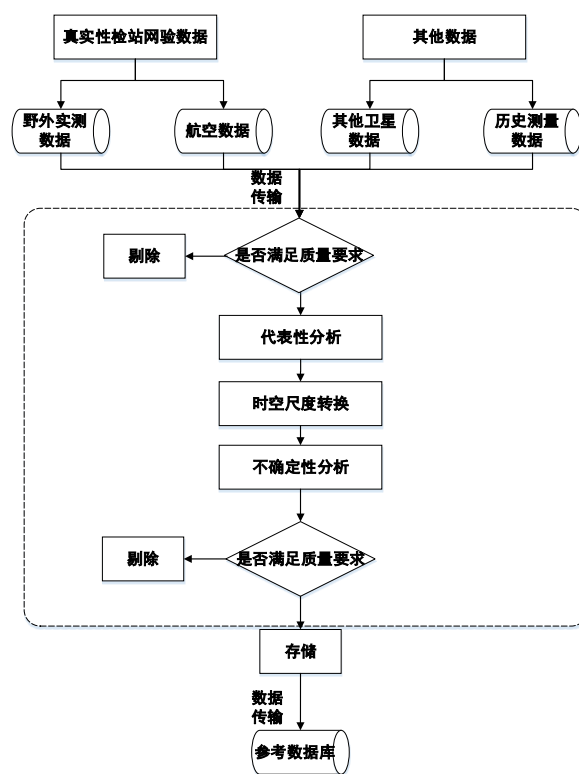 真实性检站网验数据
其他数据
野外实测
数据
航空数据
其他卫星
数据
历史测量
数据
数据
传输
是否满足质量要求
剔除
代表性分析
时空尺度转换
不确定性分析
是否满足质量要求
剔除
存储
数据
传输
参考数据库